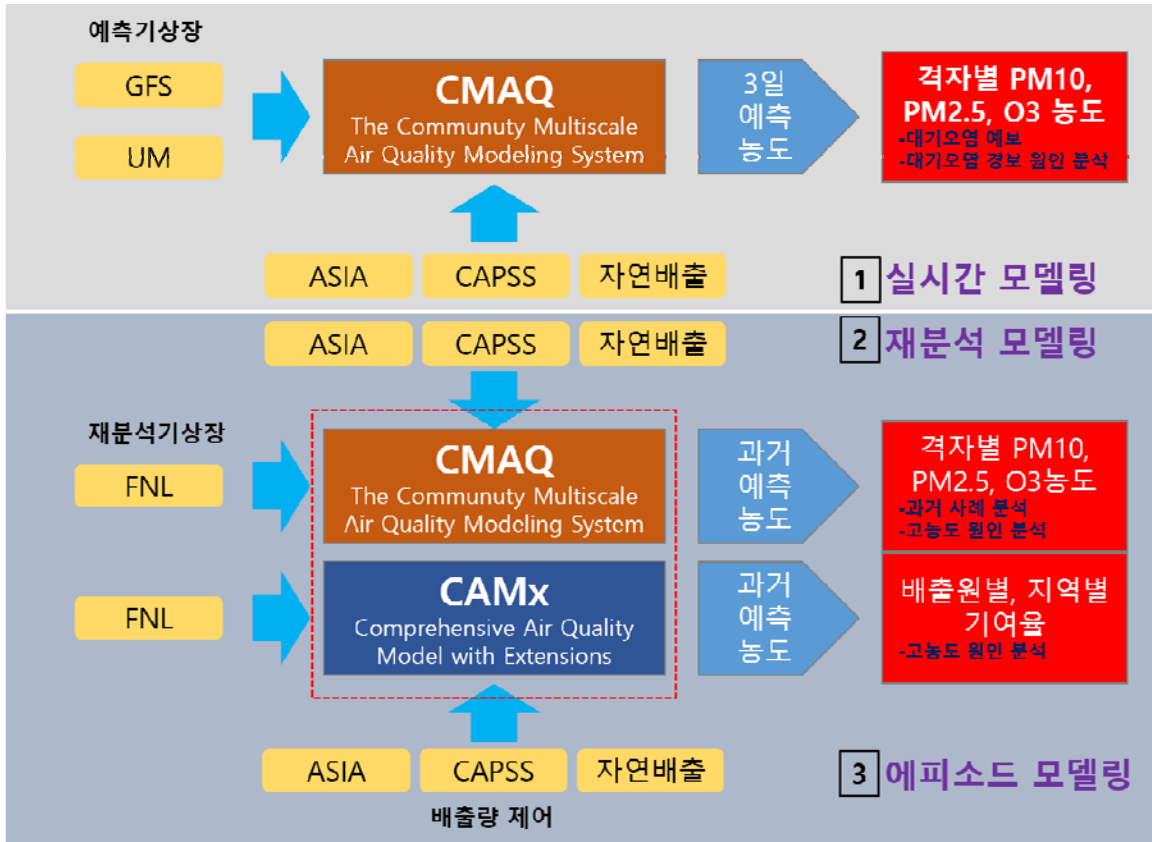 예측기상장
GFS
UM
CMAQ
The Communuty Multiscale
Air Quality Modeling System
3일
예측
농도
격자별 PM10,
PM2.5, O3 농도
-대기오염 예보
-대기오염 경보 원인 분석
ASIA
CAPSS
자연배출
1 실시간 모델링
ASIA
CAPSS
자연배출
2 재분석 모델링
재분석기상장
FNL
CMAQ
The Communuty Multiscale
Air Quality Modeling System
과거
예측
농도
격자별 PM10,
PM2.5, O3농도
-과거 사례 분석
-고농도 원인 분석
FNL
CAMx
Comprehensive Air Quality
Model with Extensions
과거
예측
농도
배출원별, 지역별
기여율
-고농도 원인 분석
ASIA
CAPSS
자연배출
배출량 제어
3 에피소드 모델링